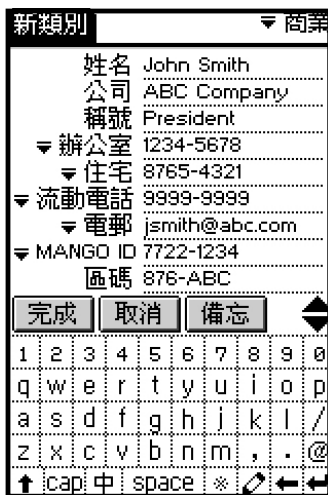 新類別 商業
姓名 John Smith
公司 ABC Company
稱號 President
辦公室 1234-5678
住宅 8765-4321
流動電話 9999-9999
電郵 jsmith@abc.com
MANGO ID 7722-1234
區碼 876-ABC
完成 取消 備忘
1 2 3 4 5 6 7 8 9 0
q w e r t y u i o p
a s d f g h j k l /
z x c v b n m , . @
cap 中 space ※